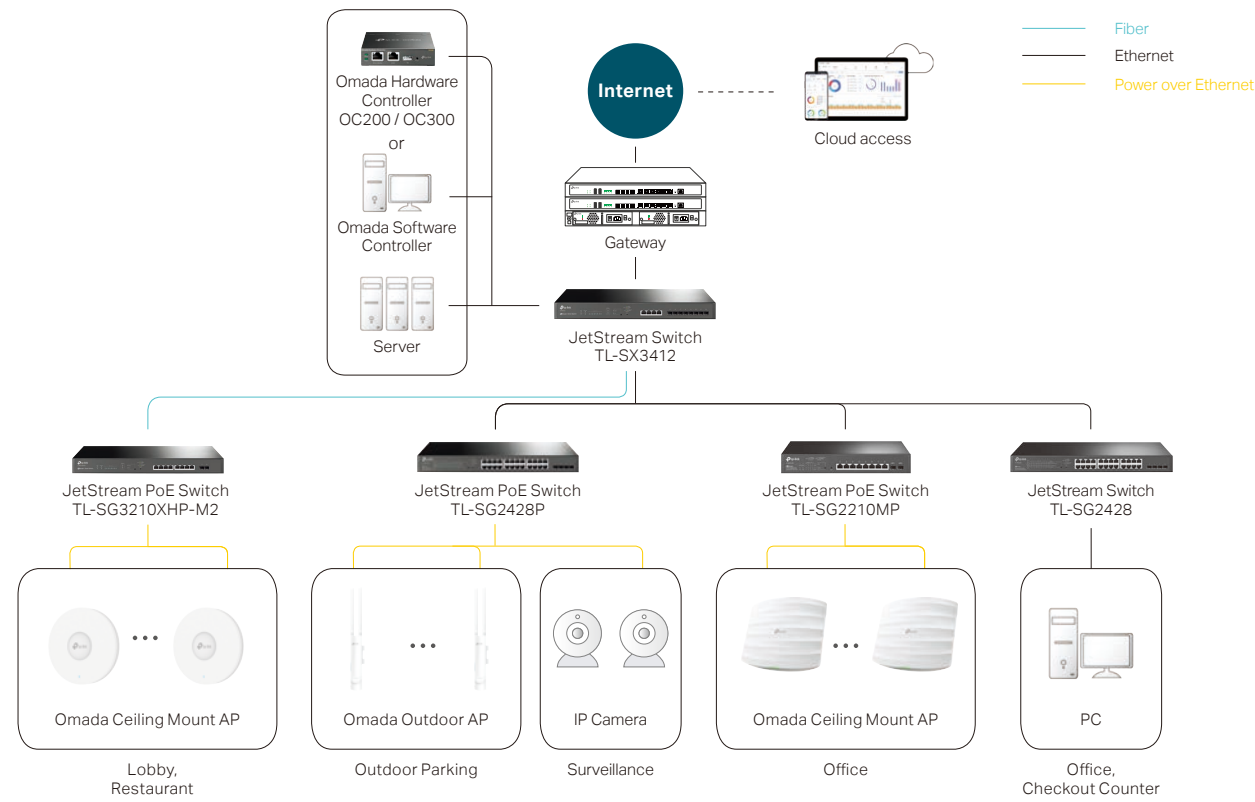 Fiber
Ethernet
Power over Ethernet
Omada Hardware
Controller
OC200 / OC300
or
Omada Software
Controller
Server
Internet
Cloud access
Gateway
JetStream Switch
TL-SX3412
JetStream PoE Switch
TL-SG3210XHP-M2
JetStream PoE Switch
TL-SG2428P
JetStream PoE Switch
TL-SG2210MP
JetStream Switch
TL-SG2428
Omada Ceiling Mount AP
Omada Outdoor AP
IP Camera
Omada Ceiling Mount AP
PC
Lobby,
Restaurant
Outdoor Parking
Surveillance
Office
Office,
Checkout Counter